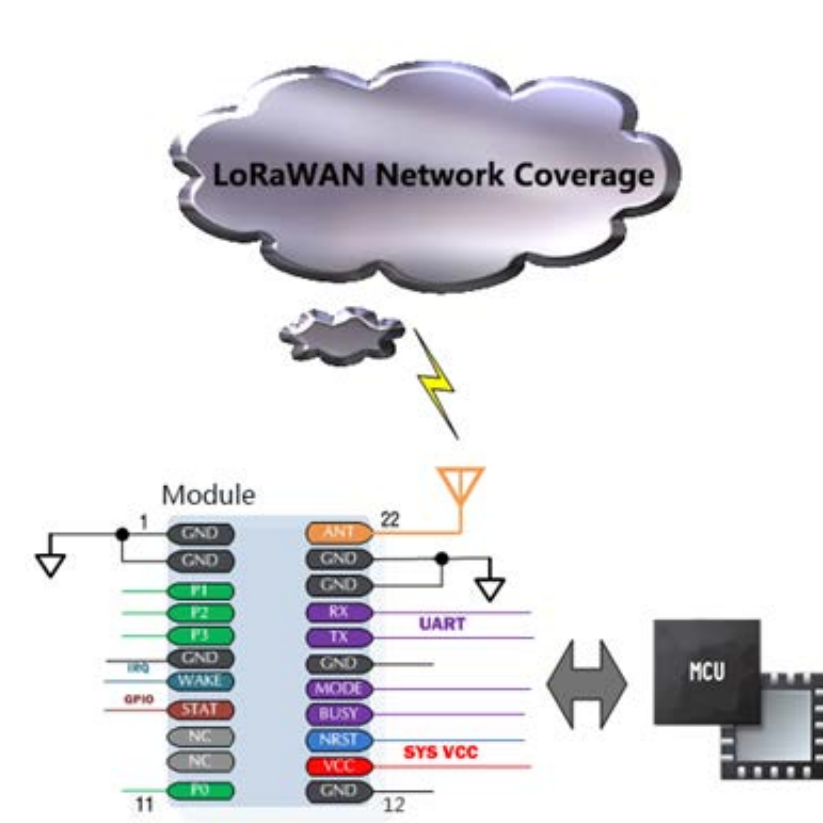 LoRaWAN Network Coverage
Module
1
22
GND
ANT
GND
GND
P1
GND
P2
RX
UART
P3
TX
GND
GND
IRQ
WAKE
MODE
GPIO
STAT
BUSY
NC
NRST
SYS VCC
NC
VCC
P0
GND
11
12
MCU